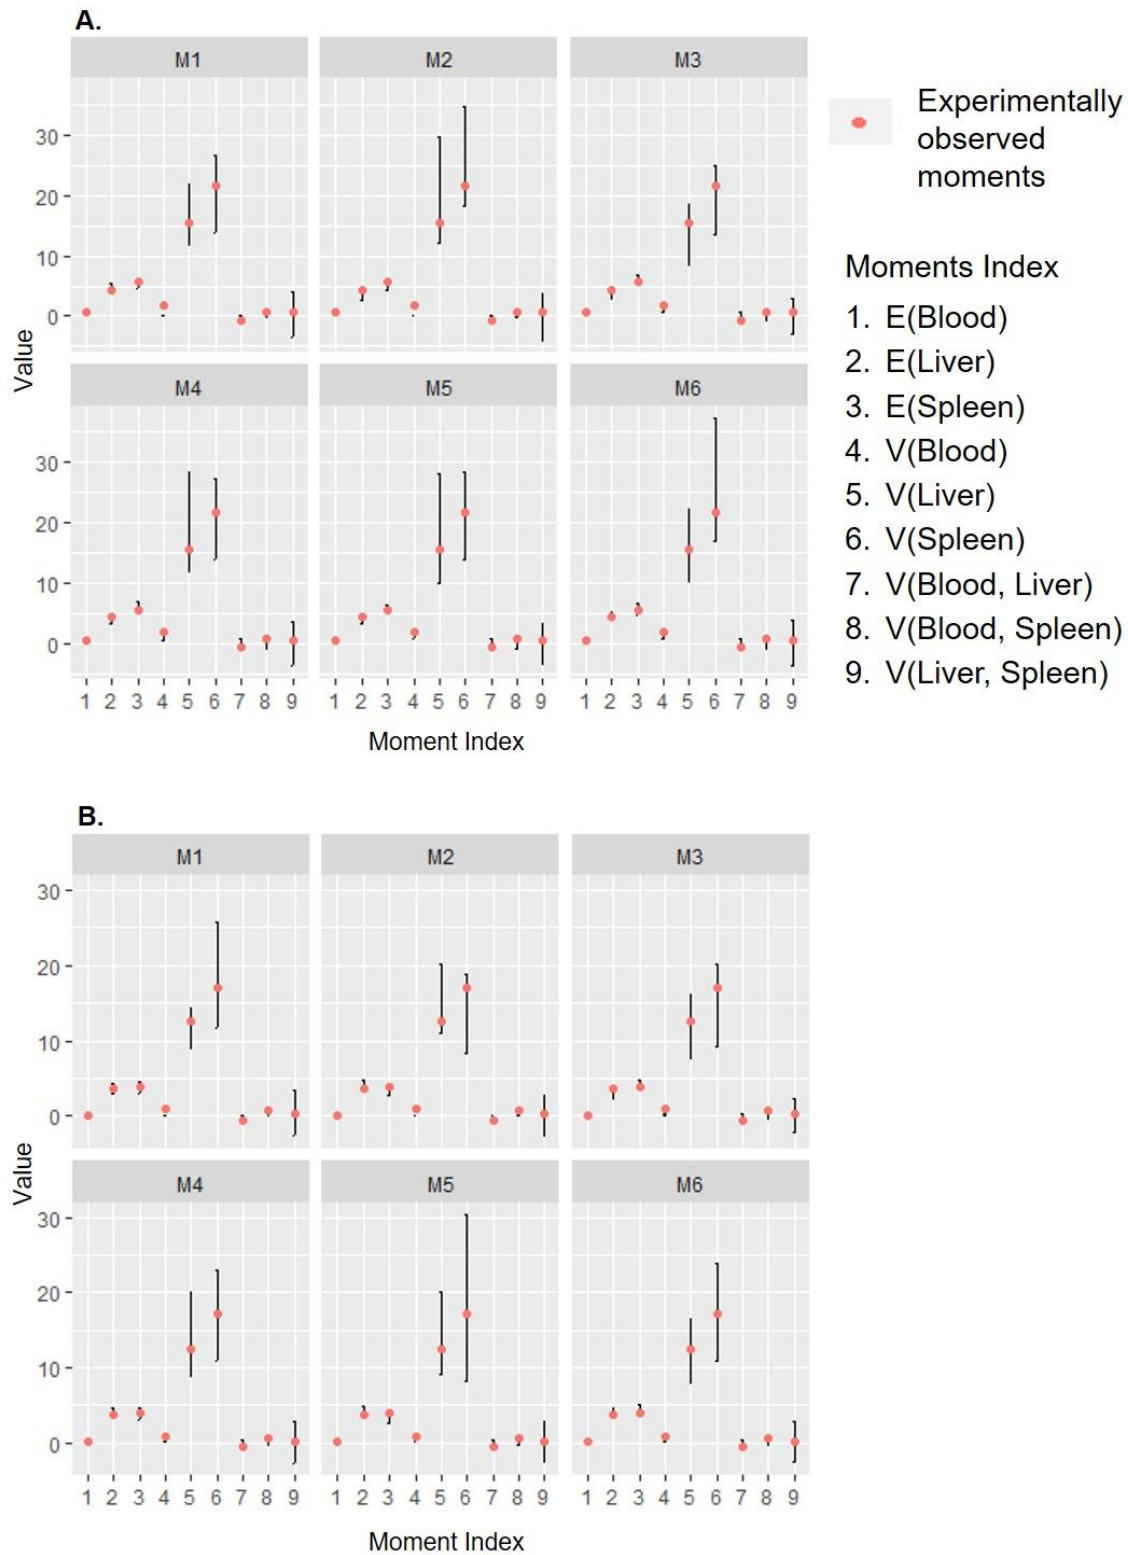 A.
M1 M2 M3
30
20
10
0
M4 M5 M6
30
20
10
0
Value
1 2 3 4 5 6 7 8 9 1 2 3 4 5 6 7 8 9 1 2 3 4 5 6 7 8 9
Moment Index
Experimentally
observed
moments
Moments Index
1. E(Blood)
2. E(Liver)
3. E(Spleen)
4. V(Blood)
5. V(Liver)
6. V(Spleen)
7. V(Blood, Liver)
8. V(Blood, Spleen)
9. V(Liver, Spleen)
B.
M1 M2 M3
30
20
10
0
M4 M5 M6
30
20
10
0
Value
1 2 3 4 5 6 7 8 9 1 2 3 4 5 6 7 8 9 1 2 3 4 5 6 7 8 9
Moment Index